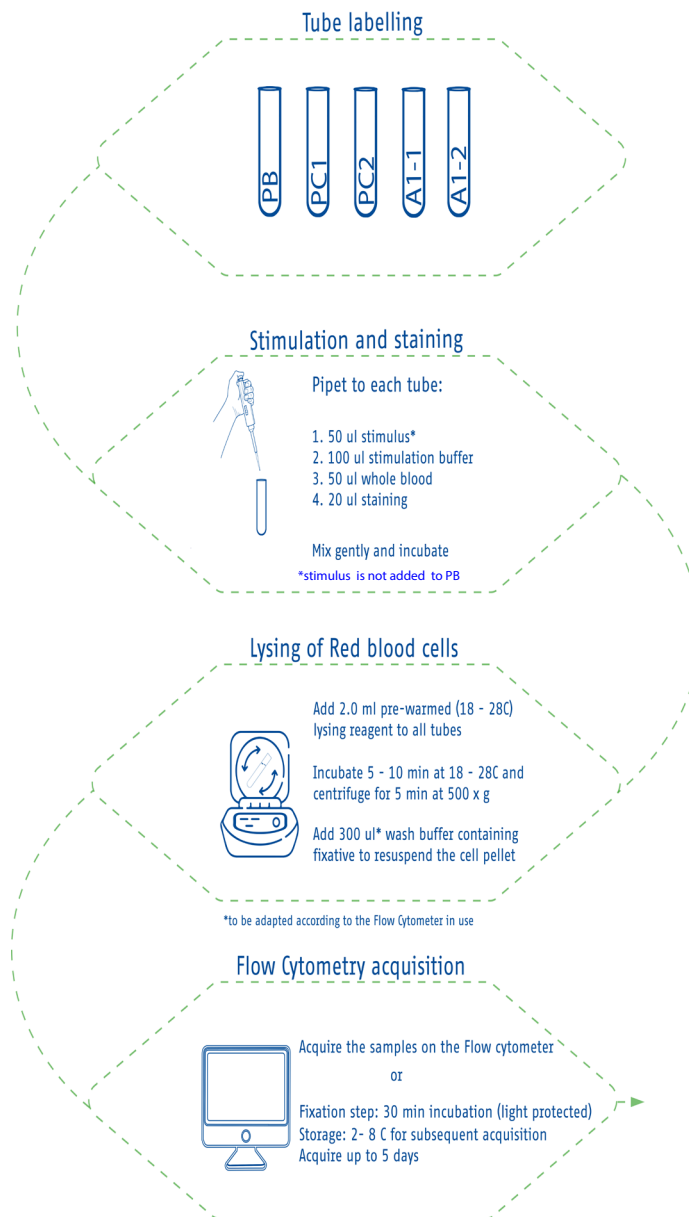 Tube labelling
PB
PC1
PC2
A1-1
A1-2
Stimulation and staining
Pipet to each tube:
1. 50 ul stimulus*
2. 100 ul stimulation buffer
3. 50 ul whole blood
4. 20 ul staining
Mix gently and incubate
*stimulus is not added to PB
Lysing of Red blood cells
Add 2.0 ml pre-warmed (18 - 28C)
lysing reagent to all tubes
Incubate 5 - 10 min at 18 - 28C and
centrifuge for 5 min at 500 x g
Add 300 ul* wash buffer containing
fixative to resuspend the cell pellet
*to be adapted according to the Flow Cytometer in use
Flow Cytometry acquisition
Acquire the samples on the Flow cytometer
or
Fixation step: 30 min incubation (light protected)
Storage: 2- 8 C for subsequent acquisition
Acquire up to 5 days